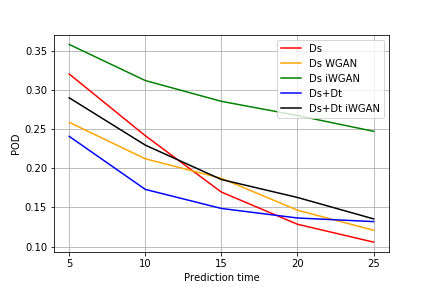 0.35
0.30
0.25
0.20
0.15
0.10
POD
5
10
15
20
25
Prediction time
Ds
Ds WGAN
Ds iWGAN
Ds+Dt
Ds+Dt iWGAN